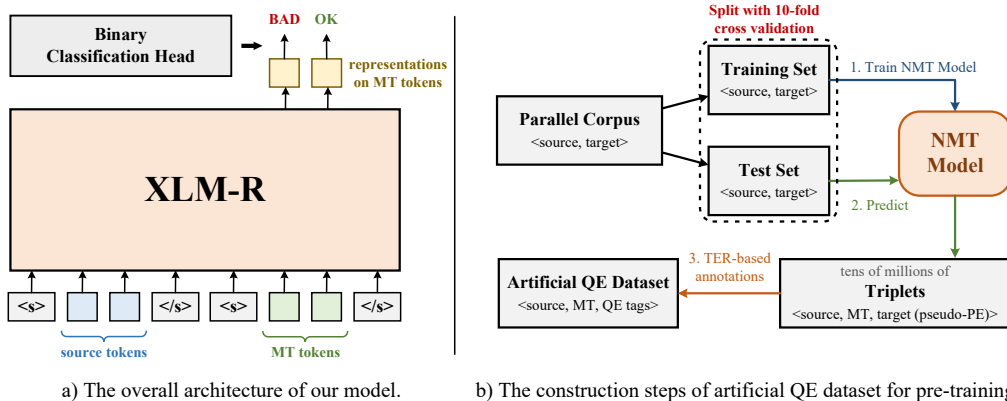 Binary
Classification Head
BAD
OK
representations
on MT tokens
XLM-R
<s>
</s>
<s>
</s>
source tokens
MT tokens
a) The overall architecture of our model.
Split with 10-fold
cross validation
Training Set
<source, target>
1. Train NMT Model
Parallel Corpus
<source, target>
NMT
Model
Test Set
<source, target>
2. Predict
3. TER-based
annotations
Artificial QE Dataset
<source, MT, QE tags>
tens of millions of
Triplets
<source, MT, target (pseudo-PE)>
b) The construction steps of artificial QE dataset for pre-training